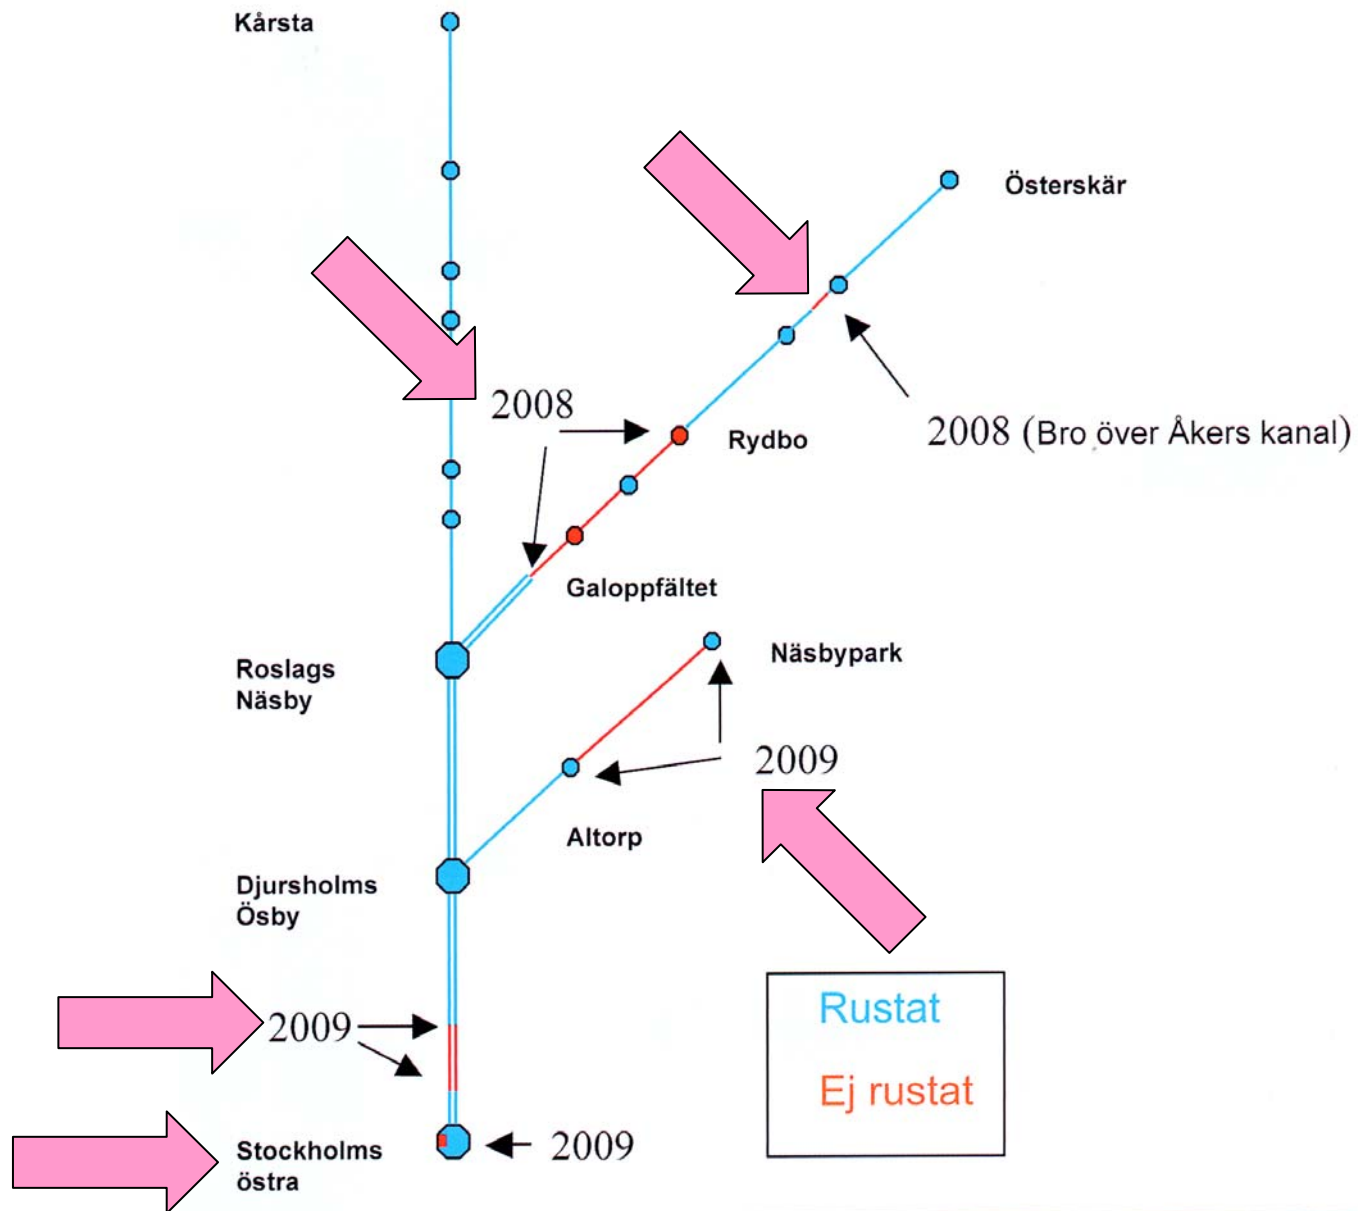 Kårsta
Österskär
2008
Rydbo
2008 (Bro över Åkers kanal)
Galoppfältet
Roslags
Näsby
Näsbypark
2009
Altorp
Djursholms
Ösby
Rustat
2009
Ej rustat
Stockholms
östra
2009